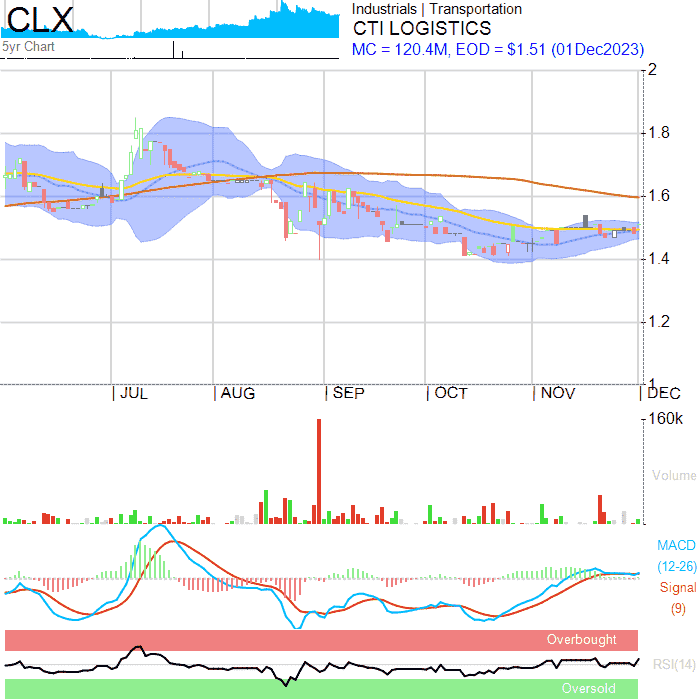 CLX
5yr Chart
Industrials | Transportation
CTI LOGISTICS
MC = 120.4M, EOD = $1.51 (01Dec2023)
2
1.8
1.6
1.4
1.2
1
JUL AUG SEP OCT NOV DEC
160k
Volume
MACD
(12-26)
Signal
(9)
Overbought
RSI(14)
Oversold